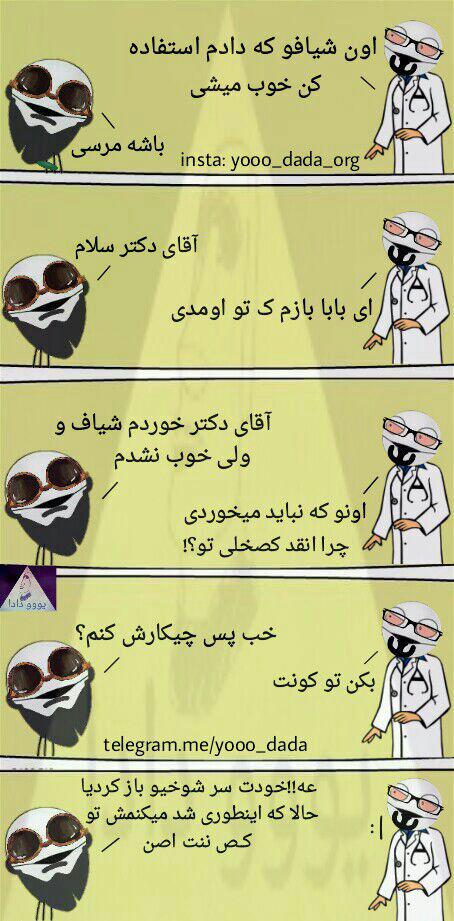 اون شیافو که دادم استفاده
کن خوب میشی
باشه مرسی
insta: yooo_dada_org
آقای دکتر سلام
ای بابا بازم ک تو اومدی
آقای دکتر خوردم شیاف و
ولی خوب نشدم
اونو که نباید میخوردی
چرا انقد کصخلی تو؟!
یووو دادا
خب پس چیکارش کنم؟
بکن تو کونت
telegram.me/yooo_dada
عه!!خودت سر شوخیو باز کردیا
حالا که اینطوری شد میکنمش تو
کص ننت اصن
:|